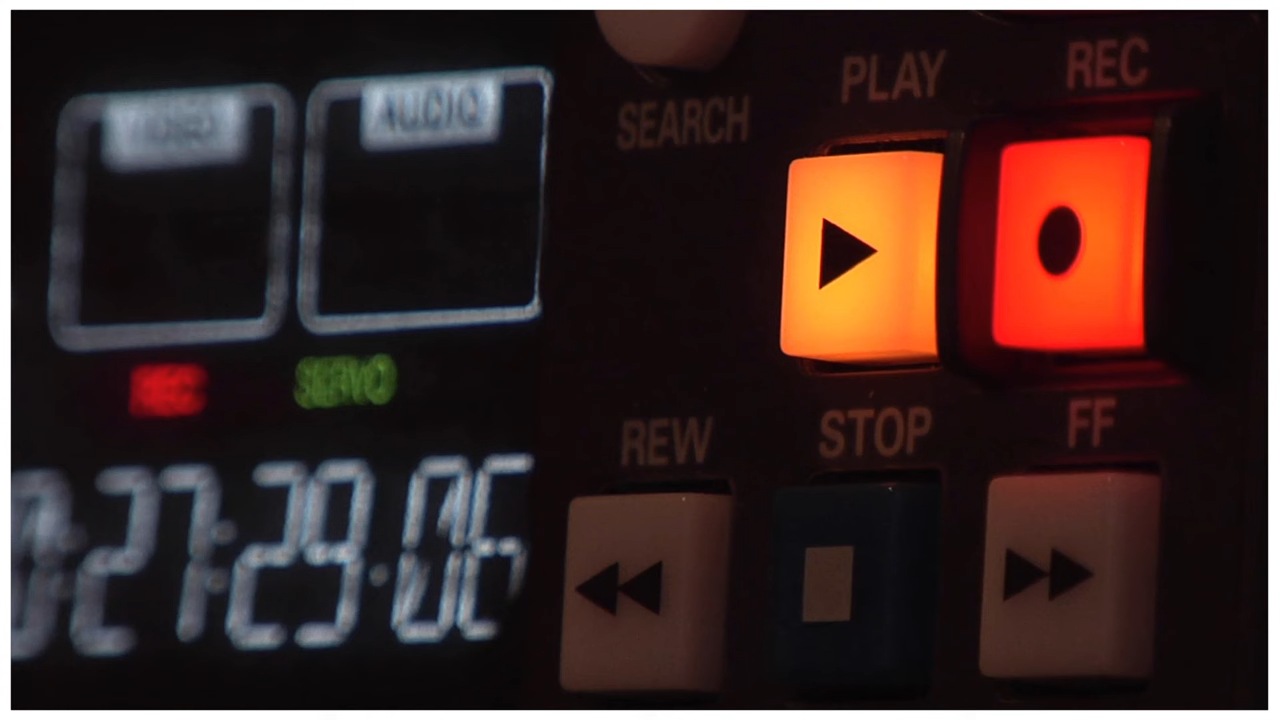 VIDEO AUDIO
REC SERVO
:27:29:06
SEARCH PLAY REC
REW STOP FF